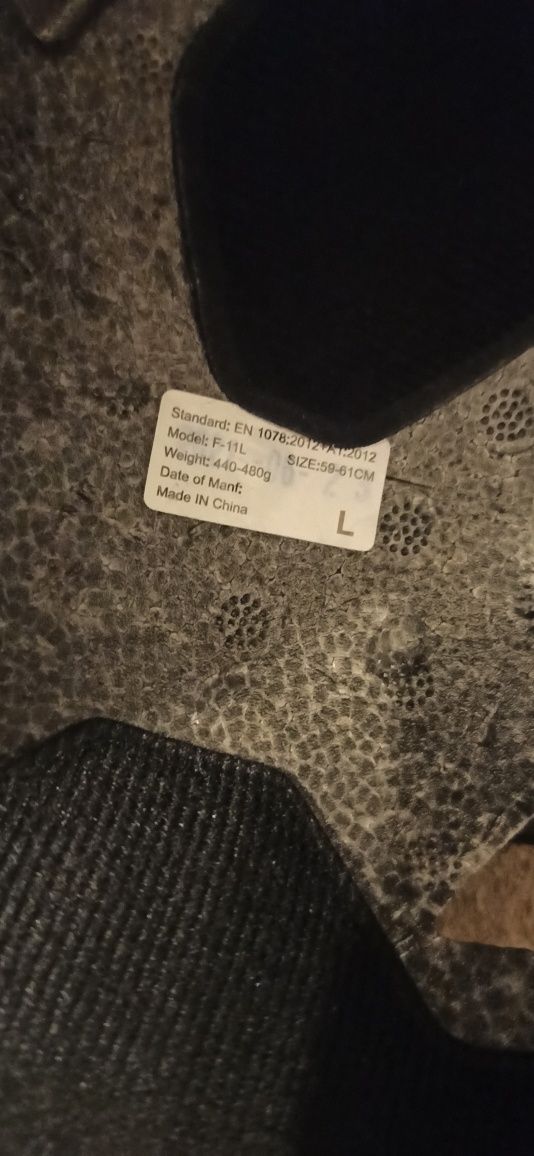 Standard: EN 1078:2012+A1:2012
Model: F-11L SIZE:59-61CM
Weight: 440-480g
Date of Manf:
Made IN China
L